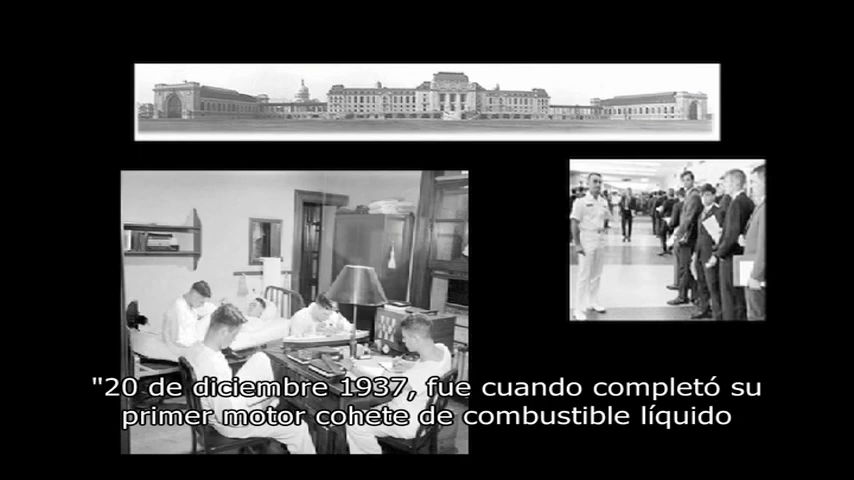 "20 de diciembre 1937, fue cuando completó su
primer motor cohete de combustible líquido